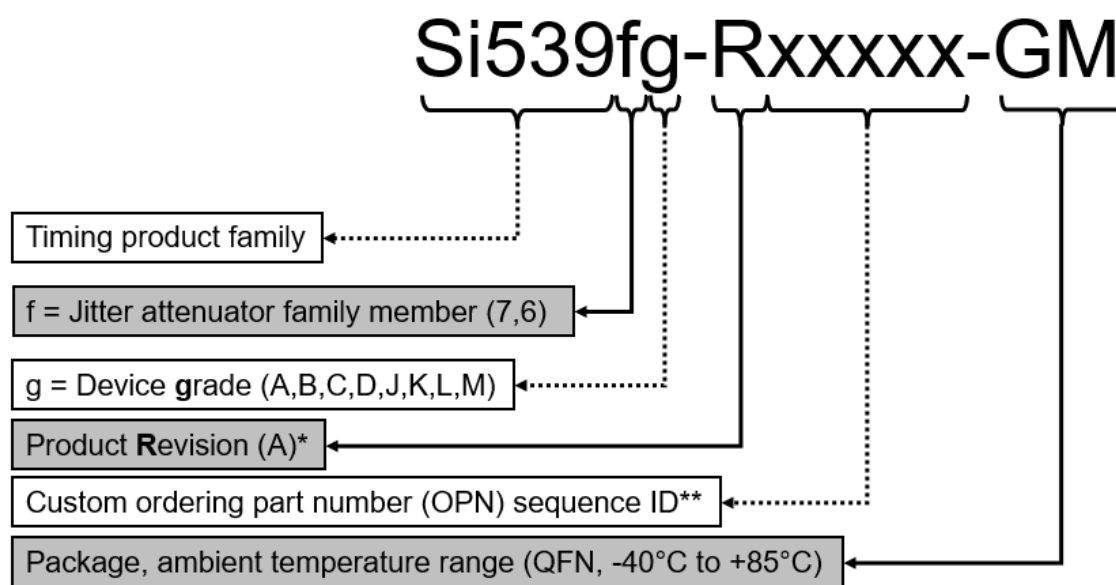 Si539fg-Rxxxxx-GM
Timing product family
f = Jitter attenuator family member (7,6)
g = Device grade (A,B,C,D,J,K,L,M)
Product Revision (A)*
Custom ordering part number (OPN) sequence ID**
Package, ambient temperature range (QFN, -40°C to +85°C)